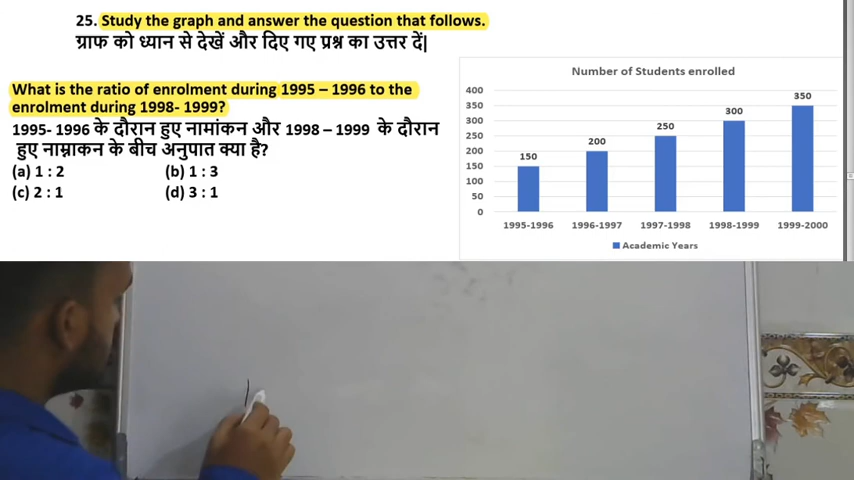 25. Study the graph and answer the question that follows.
ग्राफ को ध्यान से देखें और दिए गए प्रश्न का उत्तर दें|
What is the ratio of enrolment during 1995 – 1996 to the
enrolment during 1998- 1999?
1995- 1996 के दौरान हुए नामांकन और 1998 – 1999 के दौरान
हुए नाम्नाकन के बीच अनुपात क्या है?
(a) 1 : 2 (b) 1 : 3
(c) 2 : 1 (d) 3 : 1
Number of Students enrolled
400
350
300
250
200
150
100
50
0
150
200
250
300
350
1995-1996 1996-1997 1997-1998 1998-1999 1999-2000
Academic Years